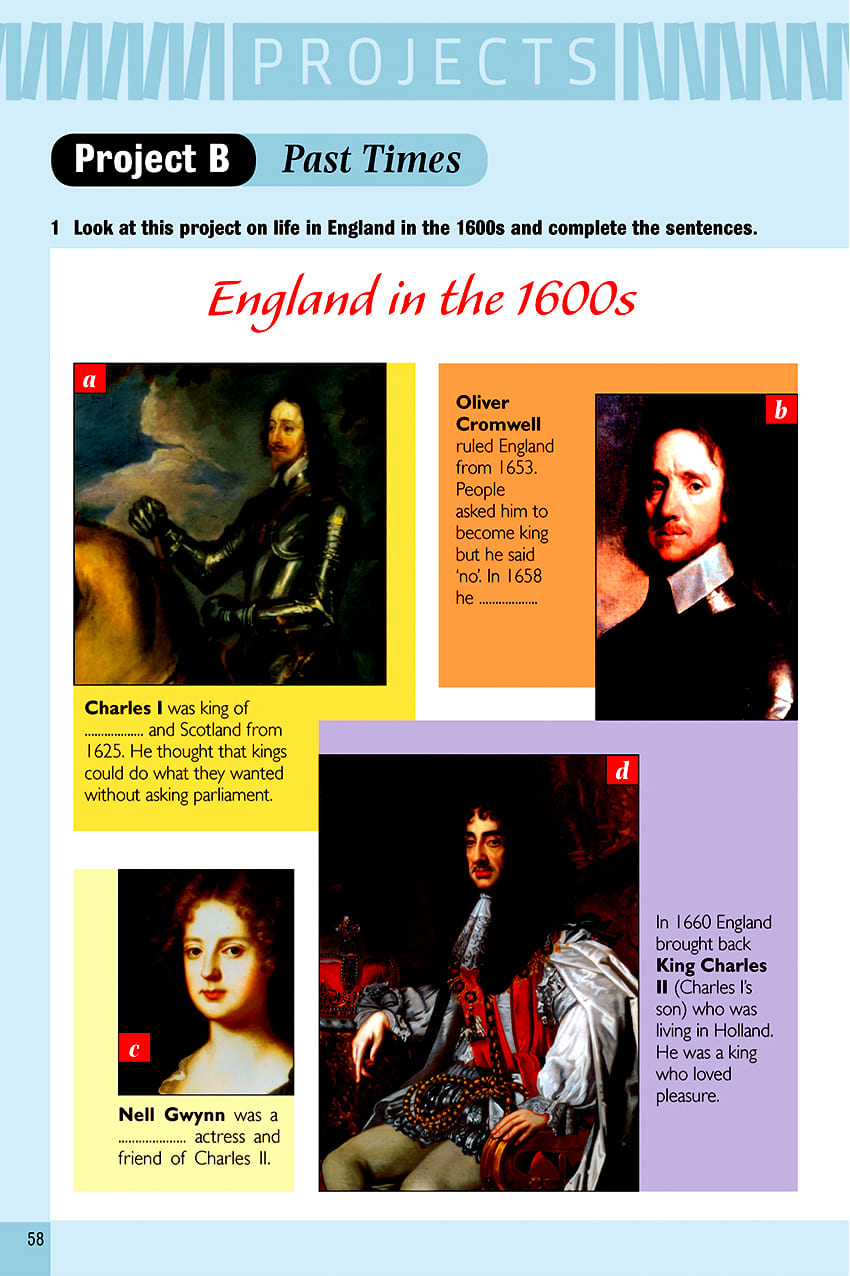 PROJECTS
Project B Past Times
1 Look at this project on life in England in the 1600s and complete the sentences.
England in the 1600s
a
Charles I was king of
.................. and Scotland from
1625. He thought that kings
could do what they wanted
without asking parliament.
b
Oliver
Cromwell
ruled England
from 1653.
People
asked him to
become king
but he said
‘no’. In 1658
he ..................
c
Nell Gwynn was a
..................... actress and
friend of Charles II.
d
In 1660 England
brought back
King Charles
II (Charles I’s
son) who was
living in Holland.
He was a king
who loved
pleasure.
58